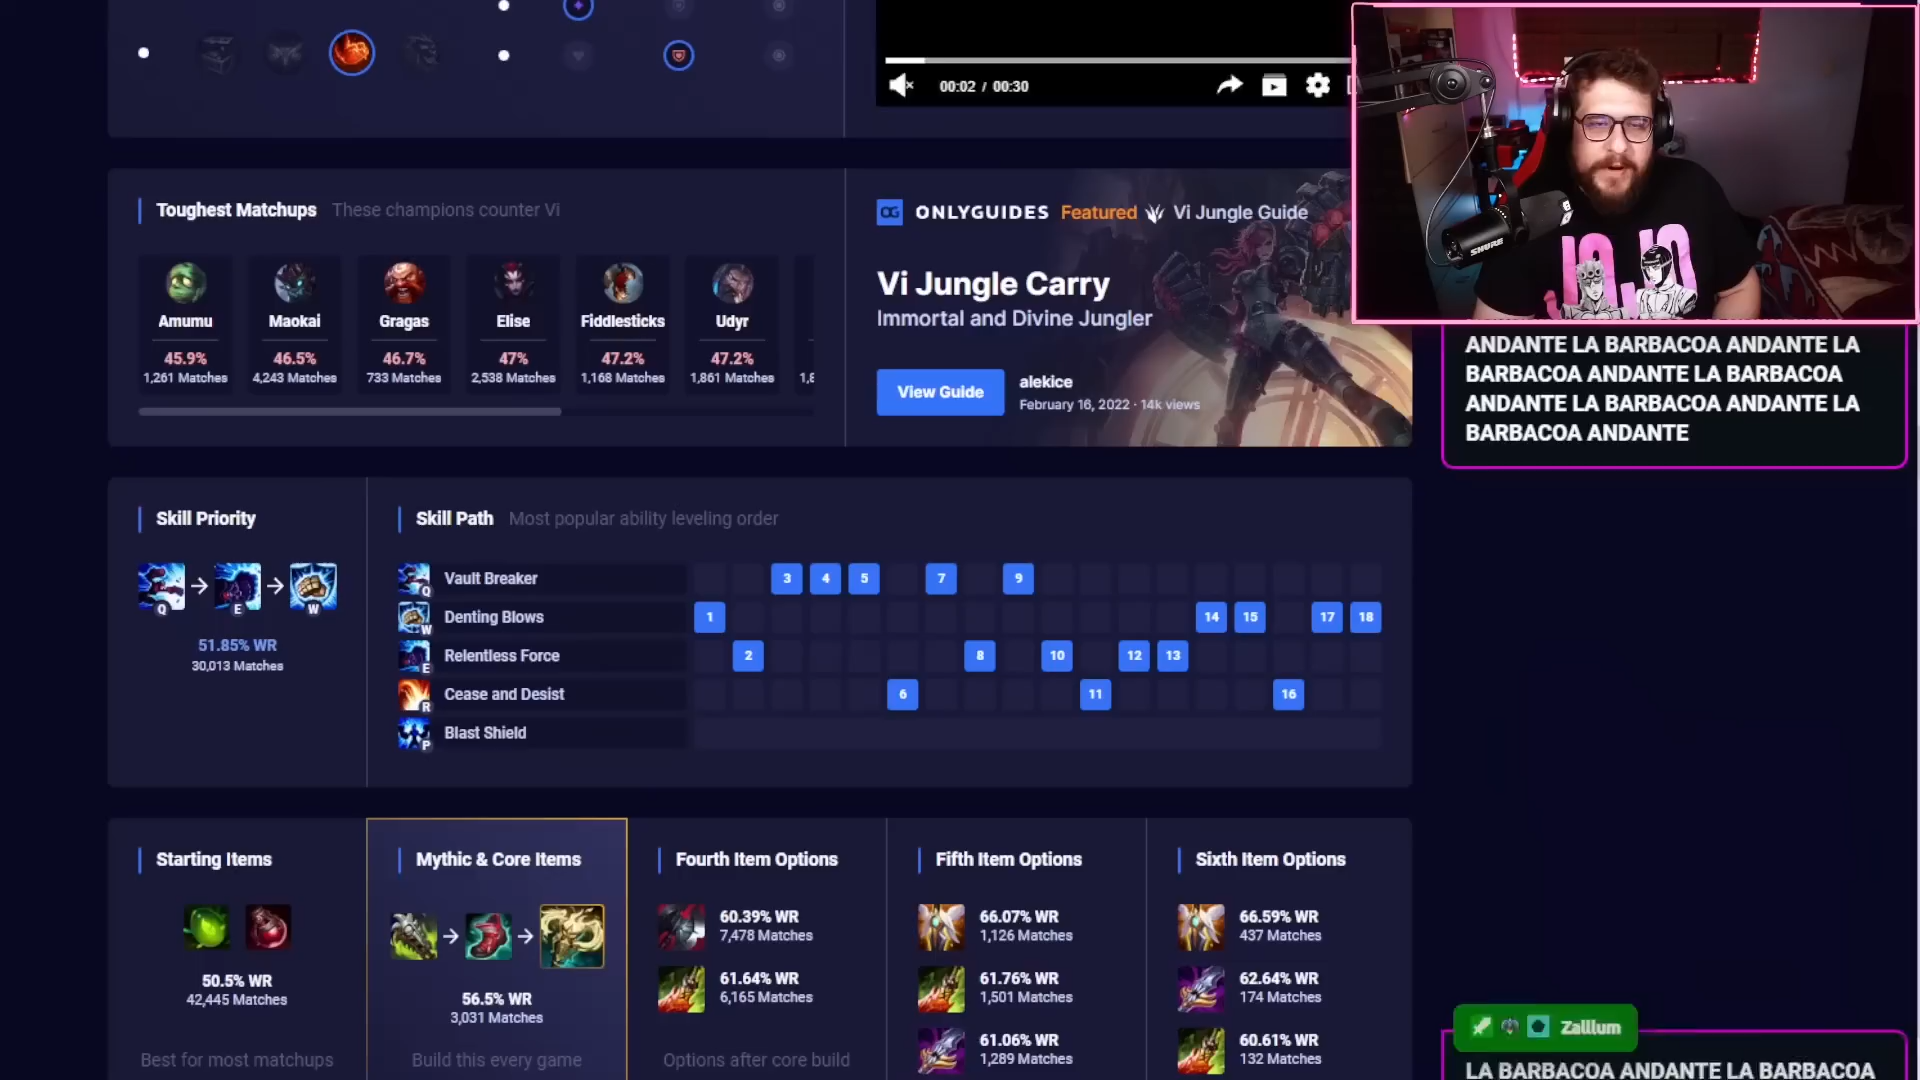 00:02 / 00:30
Toughest Matchups These champions counter Vi
Amumu
45.9%
1,261 Matches
Maokai
46.5%
4,243 Matches
Gragas
46.7%
733 Matches
Elise
47%
2,538 Matches
Fiddlesticks
47.2%
1,168 Matches
Udyr
47.2%
1,861 Matches
OG ONLYGUIDES Featured Vi Jungle Guide
Vi Jungle Carry
Immortal and Divine Jungler
View Guide
alekice
February 16, 2022 · 14k views
SHURE
JOJO
ANDANTE LA BARBACOA ANDANTE LA
BARBACOA ANDANTE LA BARBACOA
ANDANTE LA BARBACOA ANDANTE LA
BARBACOA ANDANTE
Skill Priority
Q E W
51.85% WR
30,013 Matches
Skill Path Most popular ability leveling order
Q Vault Breaker 3 4 5 7 9
W Denting Blows 1 14 15 17 18
E Relentless Force 2 8 10 12 13
R Cease and Desist 6 11 16
P Blast Shield
Starting Items
50.5% WR
42,445 Matches
Best for most matchups
Mythic & Core Items
56.5% WR
3,031 Matches
Build this every game
Fourth Item Options
60.39% WR
7,478 Matches
61.64% WR
6,165 Matches
Options after core build
Fifth Item Options
66.07% WR
1,126 Matches
61.76% WR
1,501 Matches
61.06% WR
1,289 Matches
Sixth Item Options
66.59% WR
437 Matches
62.64% WR
174 Matches
60.61% WR
132 Matches
Zalllum
LA BARBACOA ANDANTE LA BARBACOA